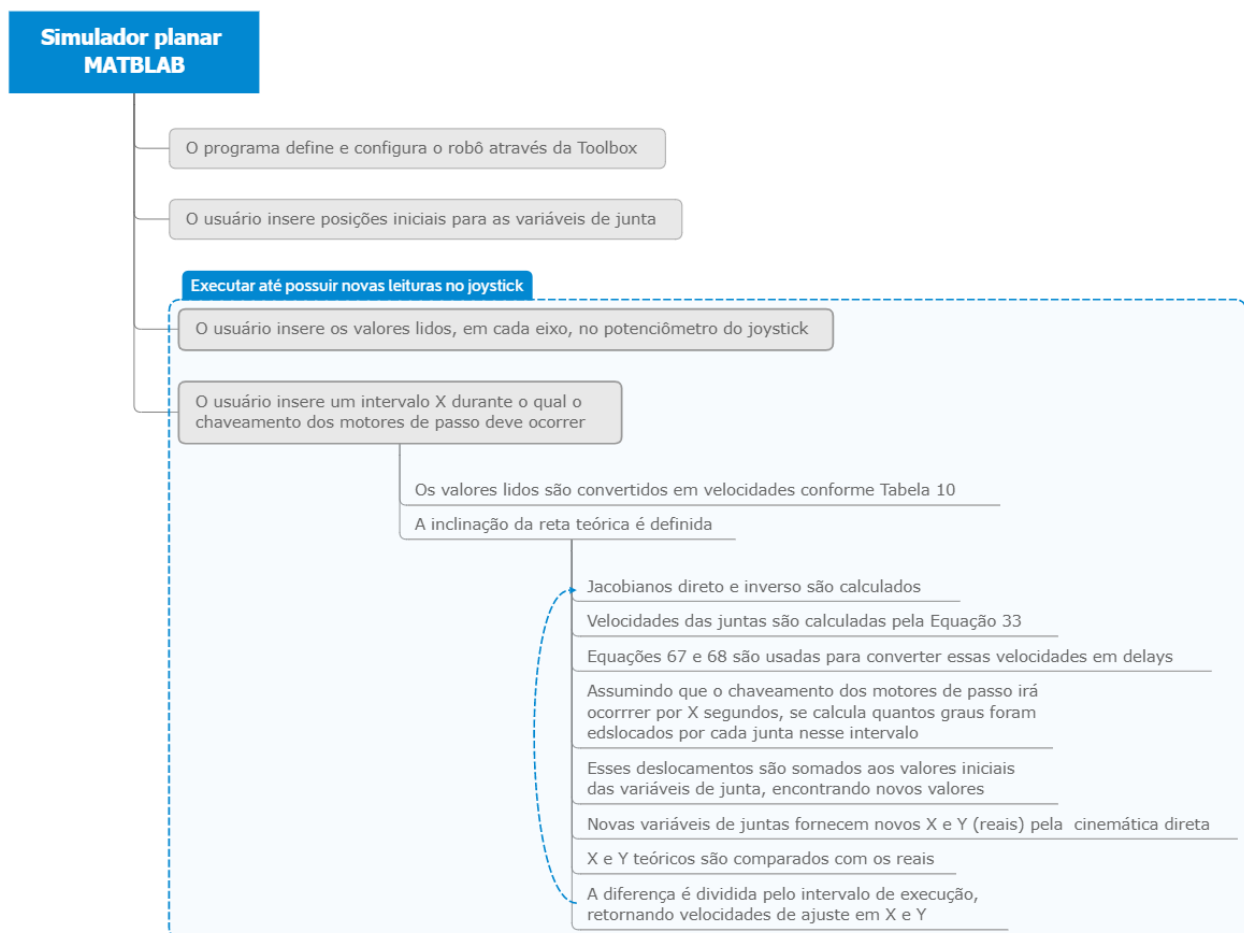 Simulador planar
MATBLAB
O programa define e configura o robô através da Toolbox
O usuário insere posições iniciais para as variáveis de junta
Executar até possuir novas leituras no joystick
O usuário insere os valores lidos, em cada eixo, no potenciômetro do joystick
O usuário insere um intervalo X durante o qual o
chaveamento dos motores de passo deve ocorrer
Os valores lidos são convertidos em velocidades conforme Tabela 10
A inclinação da reta teórica é definida
Jacobianos direto e inverso são calculados
Velocidades das juntas são calculadas pela Equação 33
Equações 67 e 68 são usadas para converter essas velocidades em delays
Assumindo que o chaveamento dos motores de passo irá
ocorrrer por X segundos, se calcula quantos graus foram
edslocados por cada junta nesse intervalo
Esses deslocamentos são somados aos valores iniciais
das variáveis de junta, encontrando novos valores
Novas variáveis de juntas fornecem novos X e Y (reais) pela  cinemática direta
X e Y teóricos são comparados com os reais
A diferença é dividida pelo intervalo de execução,
retornando velocidades de ajuste em X e Y